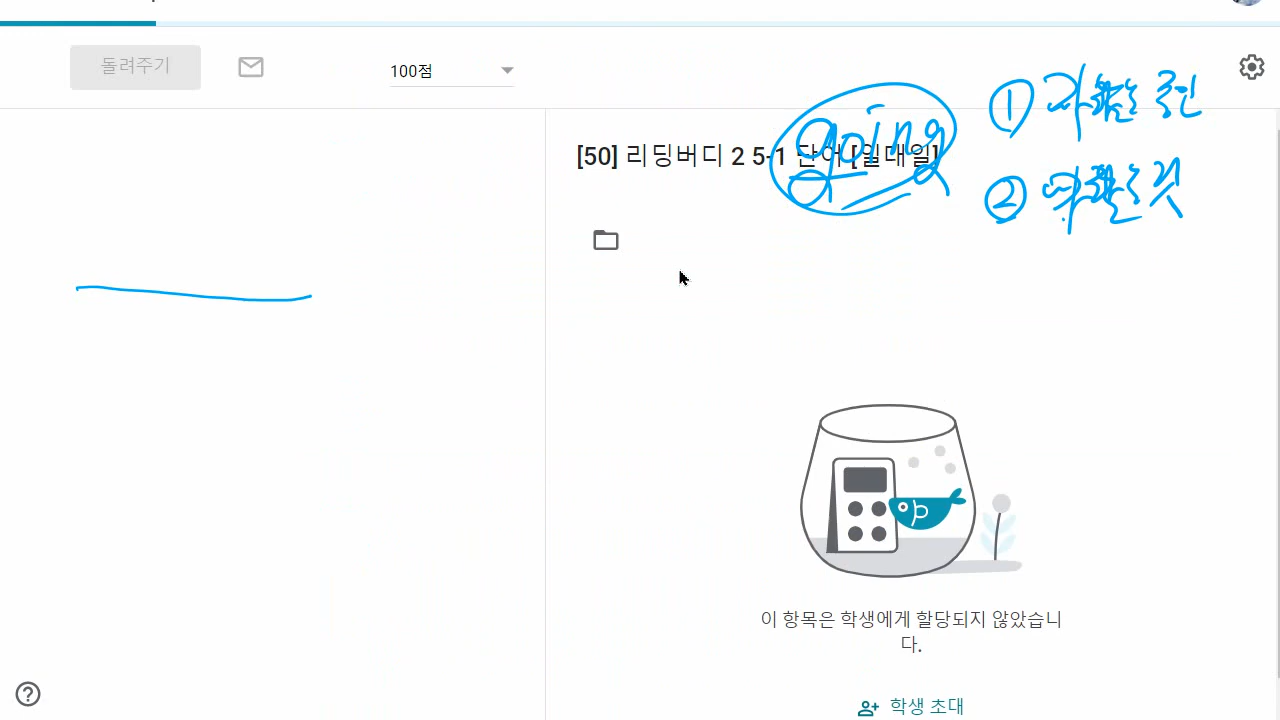 돌려주기
100점
[50] 리딩버디 2 5-1 단어 [일대일]
going
①
②
이 항목은 학생에게 할당되지 않았습니
다.
학생 초대